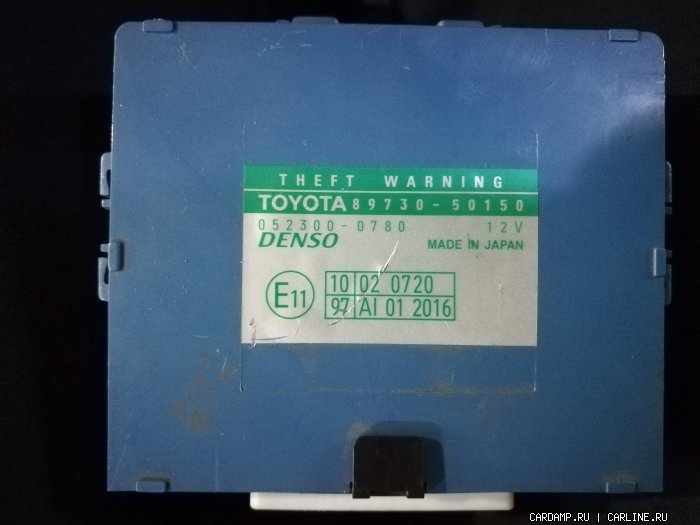 THEFT WARNING
TOYOTA 89730-50150
052300-0780 12V
DENSO MADE IN JAPAN
E11 10 02 0720
97 AI 01 2016
CARDAMP.RU | CARLINE.RU